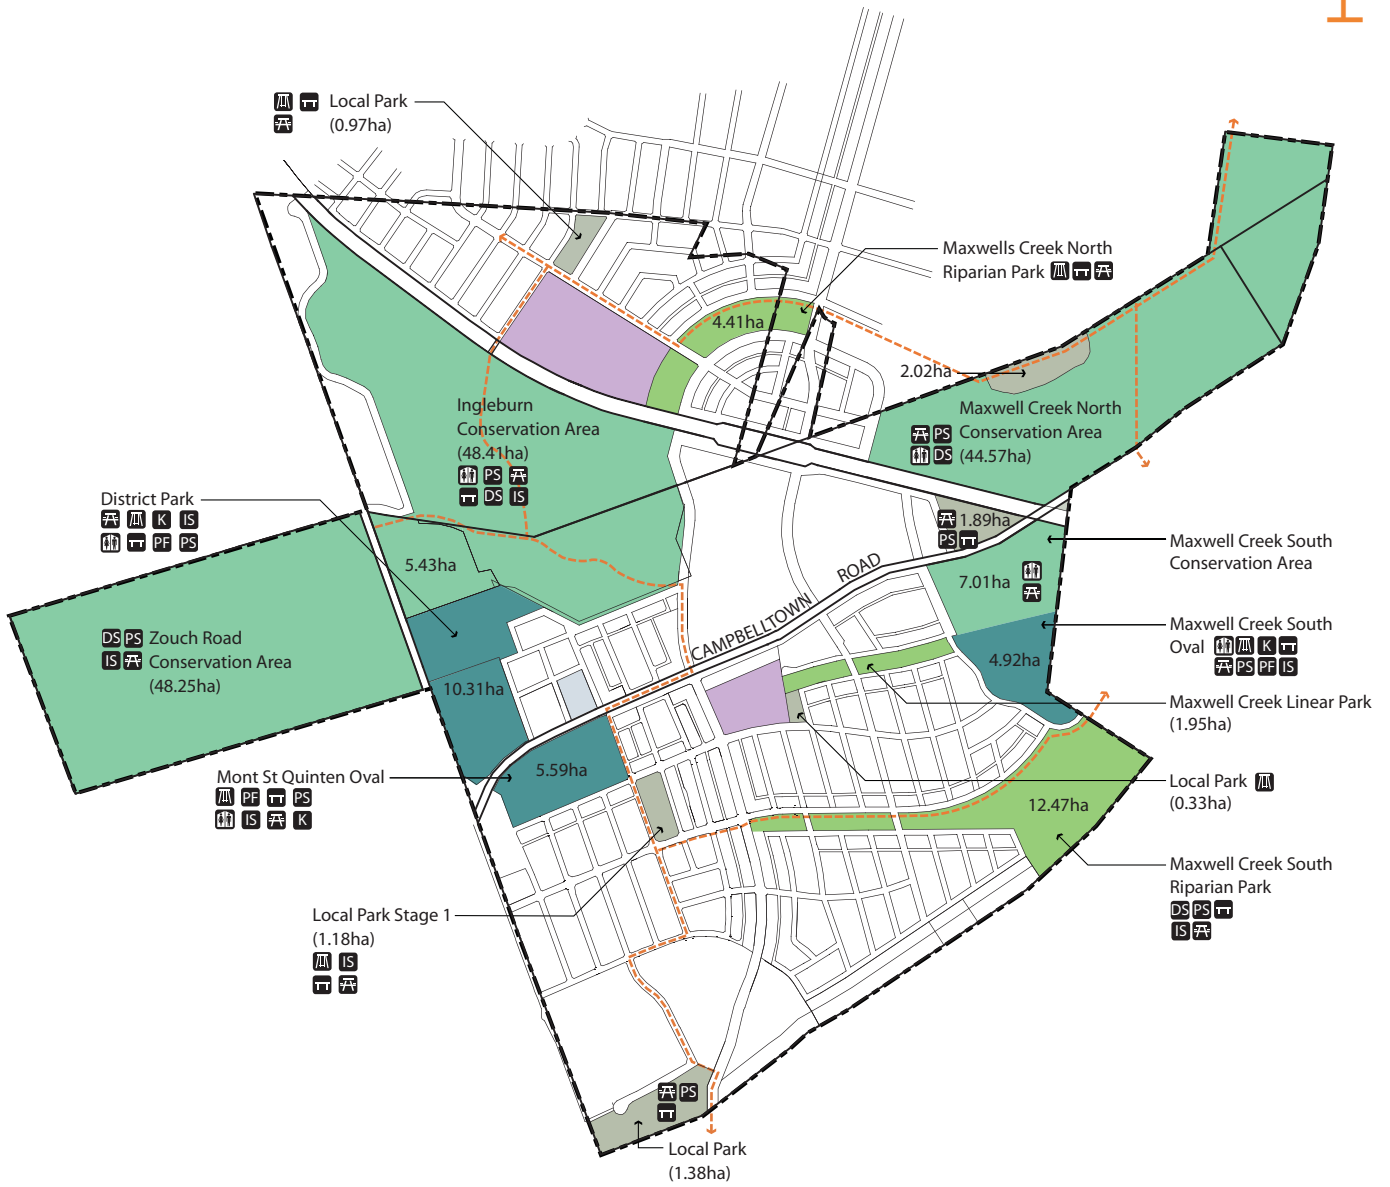 Local Park
(0.97ha)
Maxwells Creek North
Riparian Park
4.41ha
2.02ha
Ingleburn
Conservation Area
(48.41ha)
PS
DS IS
Maxwell Creek North
PS Conservation Area
DS (44.57ha)
District Park
K IS
PF PS
1.89ha
PS
5.43ha
CAMPBELLTOWN ROAD
7.01ha
Maxwell Creek South
Conservation Area
DS PS Zouch Road
IS Conservation Area
(48.25ha)
Maxwell Creek South
Oval K
PS PF IS
4.92ha
10.31ha
Maxwell Creek Linear Park
(1.95ha)
Mont St Quinten Oval
PF PS
IS K
5.59ha
Local Park
(0.33ha)
12.47ha
Maxwell Creek South
Riparian Park
DS PS
IS
Local Park Stage 1
(1.18ha)
IS
PS
Local Park
(1.38ha)